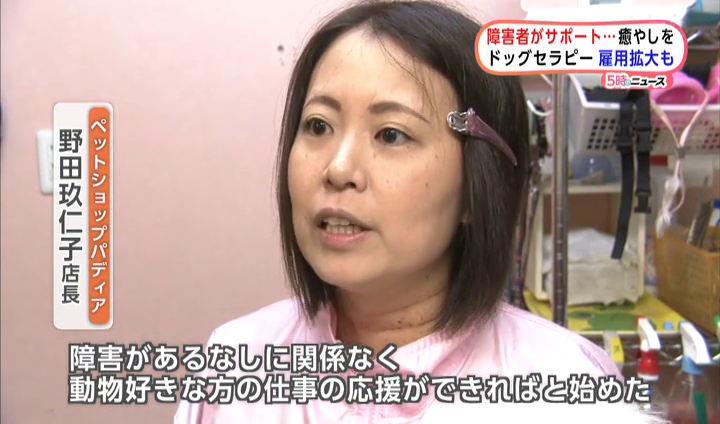 障害者がサポート…癒やしを
ドッグセラピー 雇用拡大も
5時のニュース
ペットショップパディア
野田玖仁子店長
障害があるなしに関係なく
動物好きな方の仕事の応援ができればと始めた